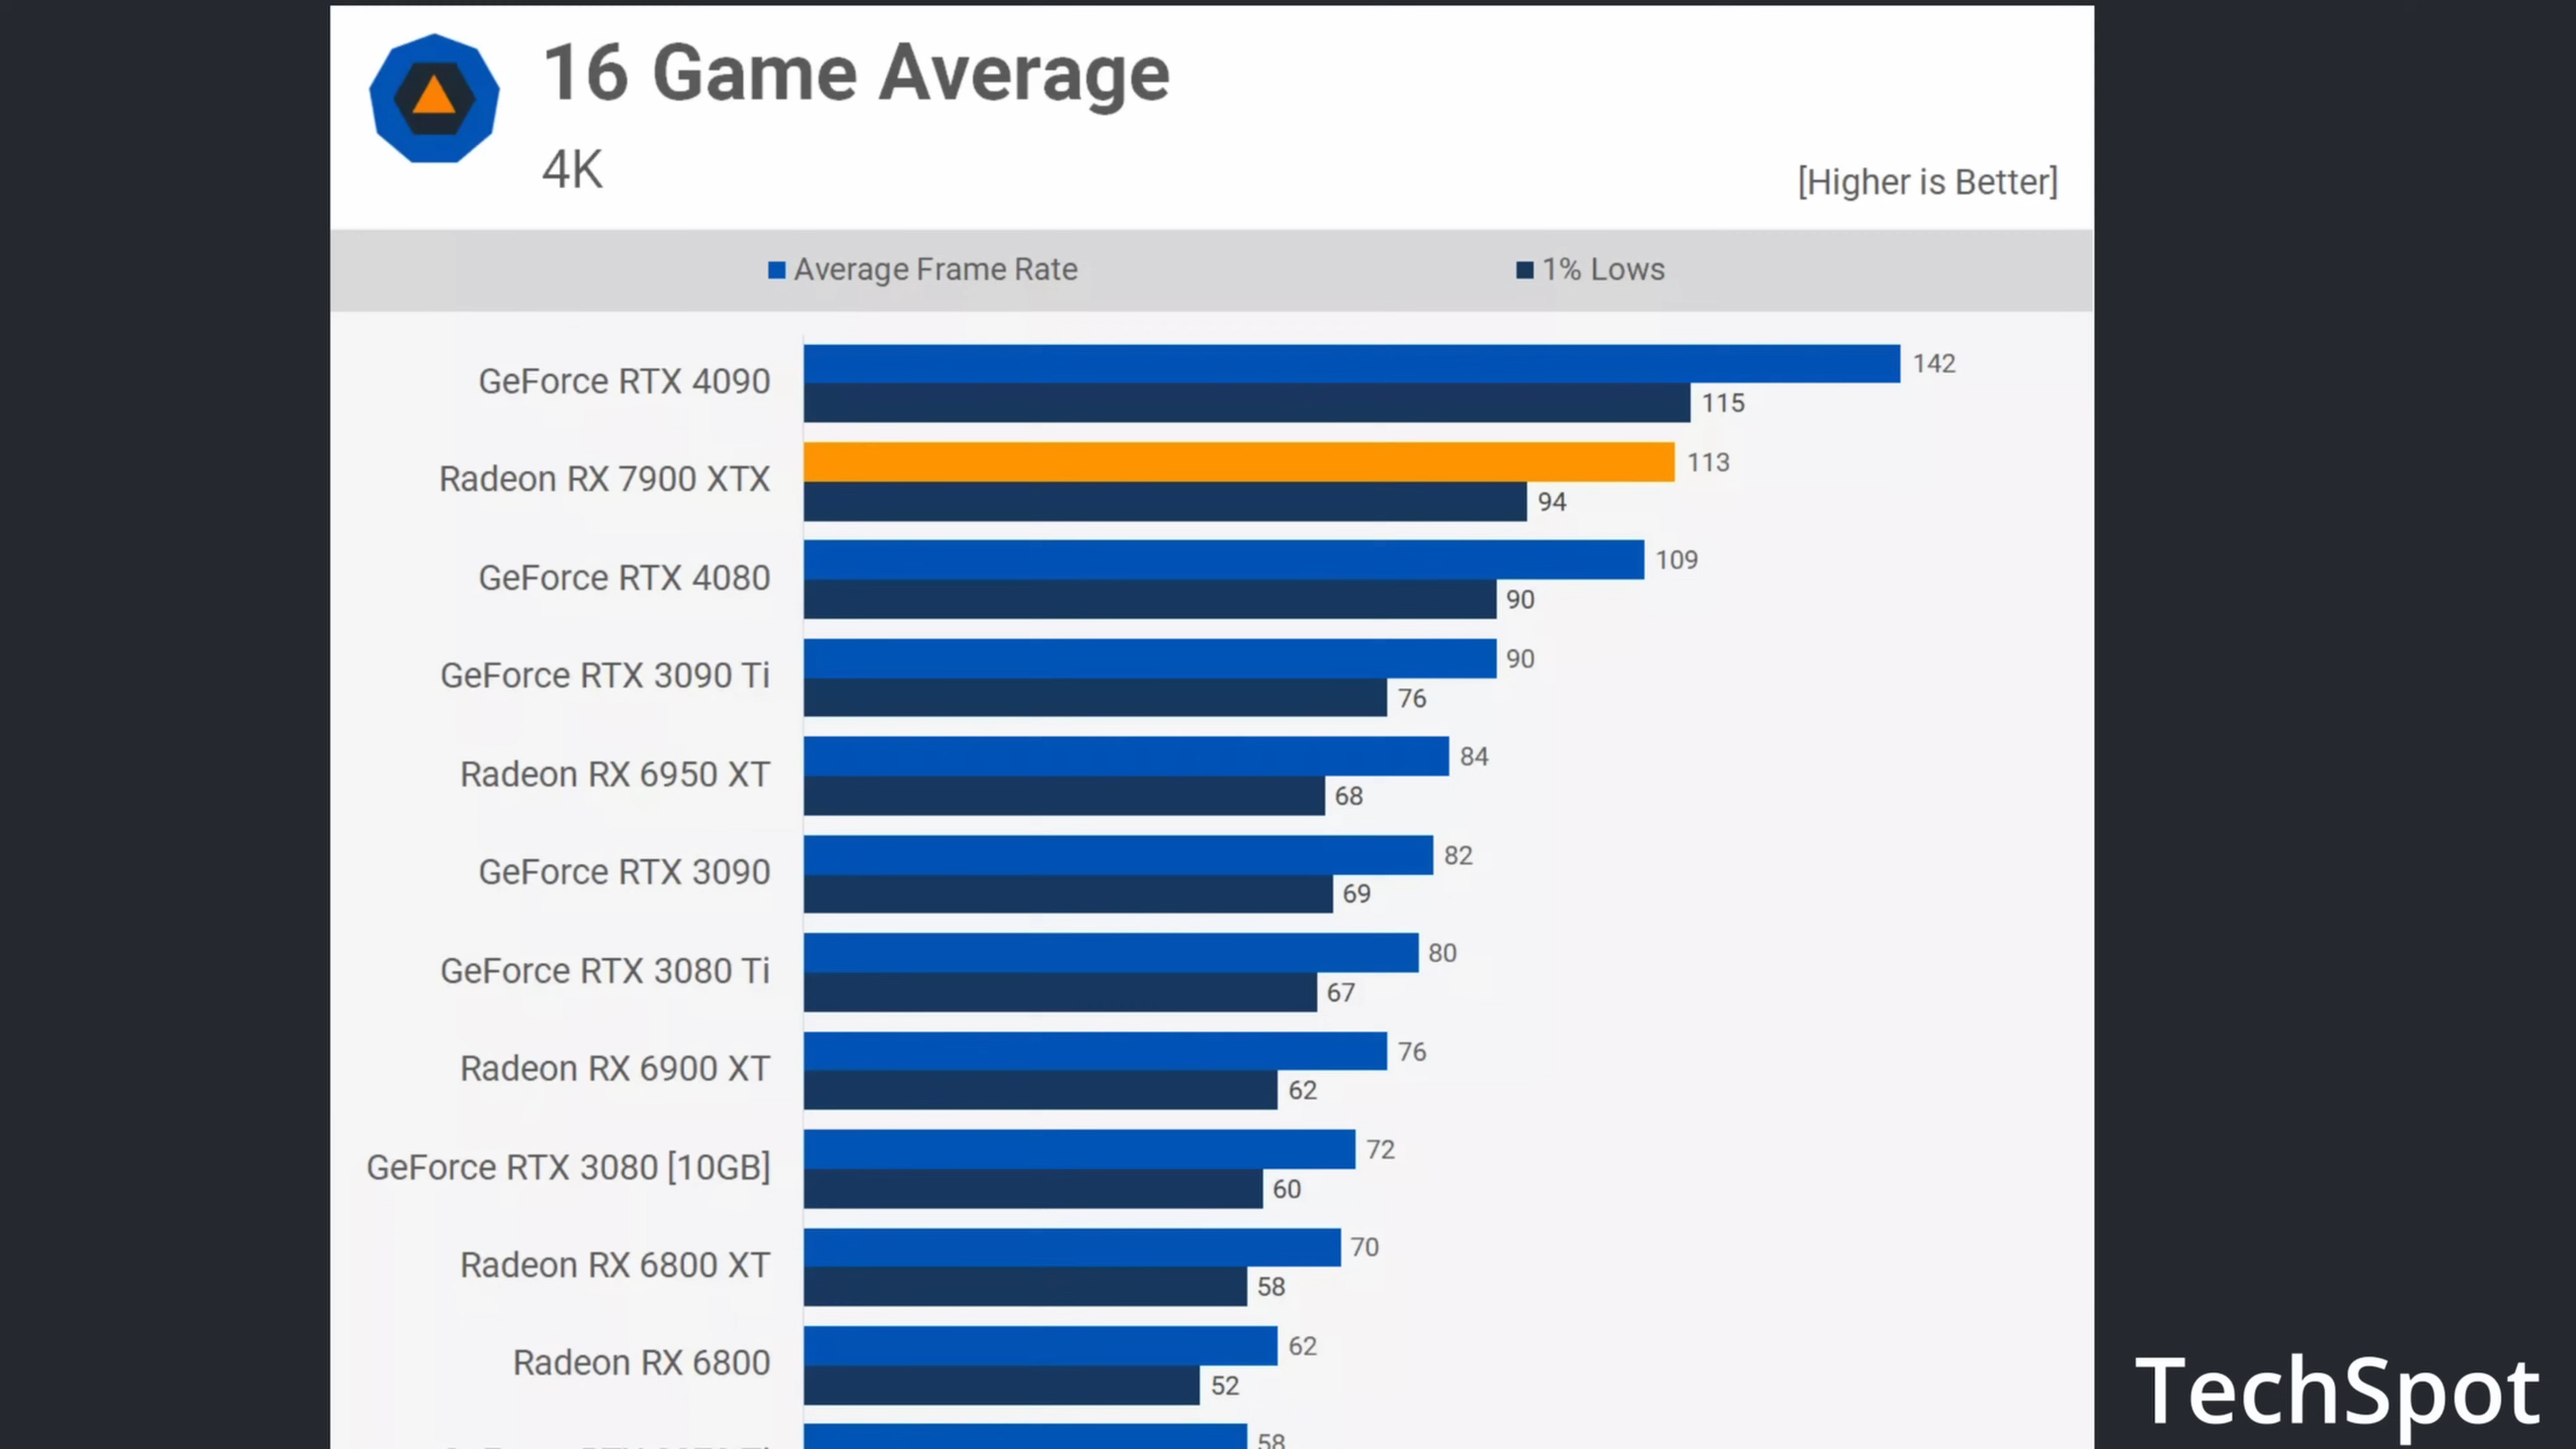 16 Game Average
4K
[Higher is Better]
Average Frame Rate 1% Lows
GeForce RTX 4090 142
115
Radeon RX 7900 XTX 113
94
GeForce RTX 4080 109
90
GeForce RTX 3090 Ti 90
76
Radeon RX 6950 XT 84
68
GeForce RTX 3090 82
69
GeForce RTX 3080 Ti 80
67
Radeon RX 6900 XT 76
62
GeForce RTX 3080 [10GB] 72
60
Radeon RX 6800 XT 70
58
Radeon RX 6800 62
52
58
TechSpot